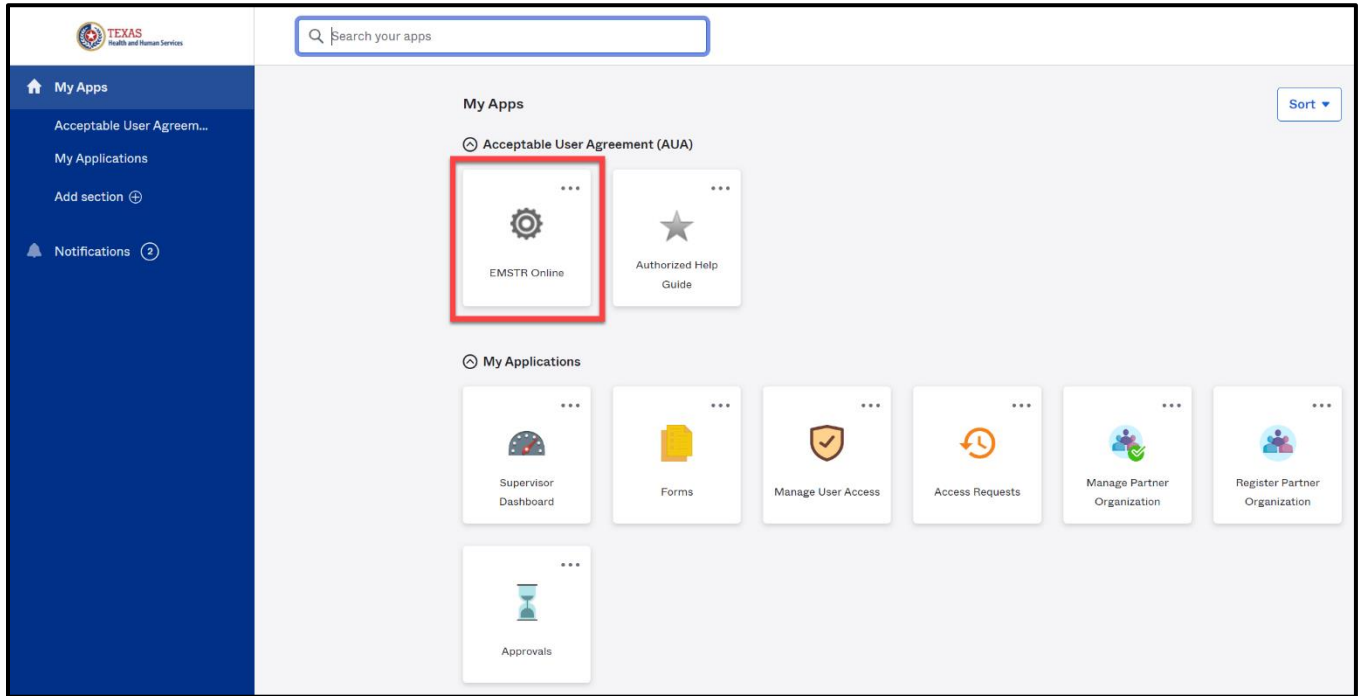 TEXAS
Health and Human Services
Search your apps
My Apps
Acceptable User Agreem...
My Applications
Add section
Notifications 2
My Apps
Sort
Acceptable User Agreement (AUA)
EMSTR Online
Authorized Help
Guide
My Applications
Supervisor
Dashboard
Forms
Manage User Access
Access Requests
Manage Partner
Organization
Register Partner
Organization
Approvals